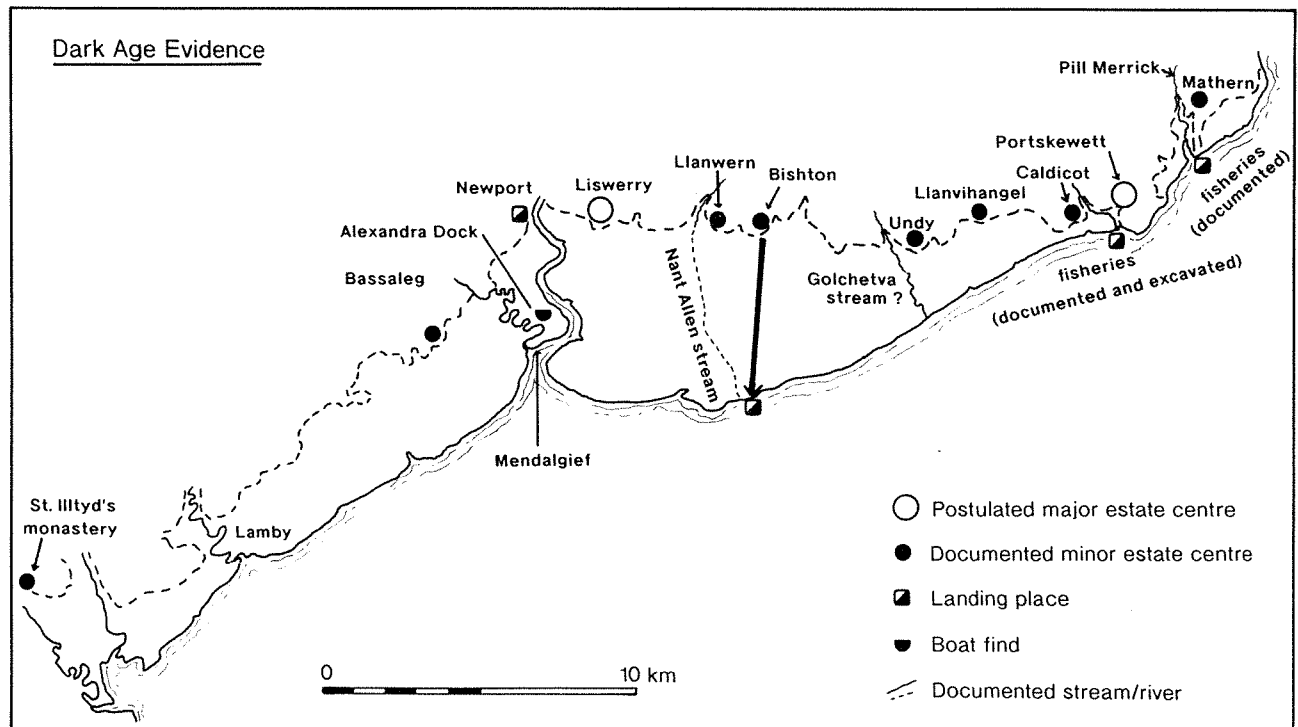 Dark Age Evidence
Pill Merrick
Mathern
Portskewett
Caldicot
Llanvihangel
Undy
Golchetva
stream ?
fisheries
(documented)
fisheries
(documented and excavated)
Llanwern
Bishton
Liswerry
Newport
Alexandra Dock
Bassaleg
Nant Allen stream
Mendalgief
St. Illtyd's
monastery
Lamby
0 10 km
Postulated major estate centre
Documented minor estate centre
Landing place
Boat find
Documented stream/river